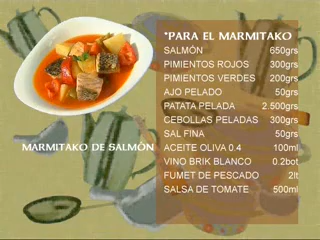 *PARA EL MARMITAKO
SALMÓN 650grs
PIMIENTOS ROJOS 300grs
PIMIENTOS VERDES 200grs
AJO PELADO 50grs
PATATA PELADA 2.500grs
CEBOLLAS PELADAS 300grs
SAL FINA 50grs
ACEITE OLIVA 0.4 100ml
VINO BRIK BLANCO 0.2bot
FUMET DE PESCADO 2lt
SALSA DE TOMATE 500ml
MARMITAKO DE SALMÓN